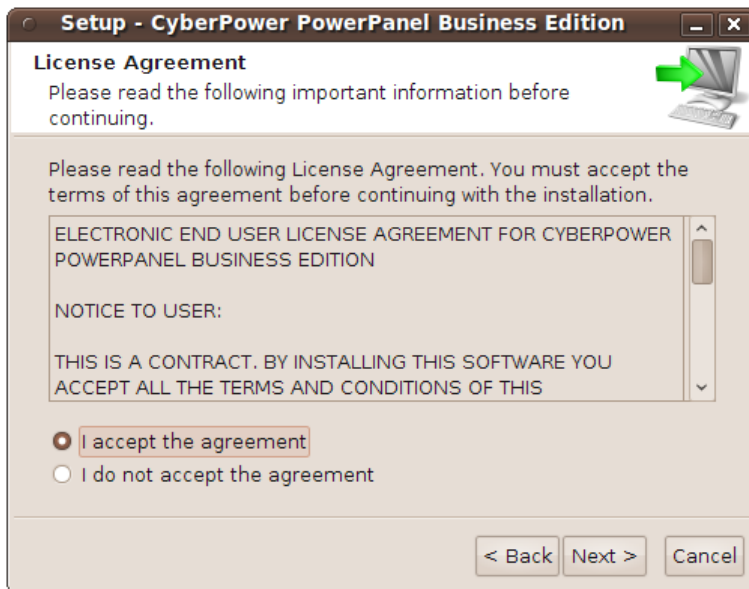 Setup - CyberPower PowerPanel Business Edition
License Agreement
Please read the following important information before
continuing.
Please read the following License Agreement. You must accept the
terms of this agreement before continuing with the installation.
ELECTRONIC END USER LICENSE AGREEMENT FOR CYBERPOWER
POWERPANEL BUSINESS EDITION
NOTICE TO USER:
THIS IS A CONTRACT. BY INSTALLING THIS SOFTWARE YOU
ACCEPT ALL THE TERMS AND CONDITIONS OF THIS
I accept the agreement
I do not accept the agreement
< Back Next > Cancel